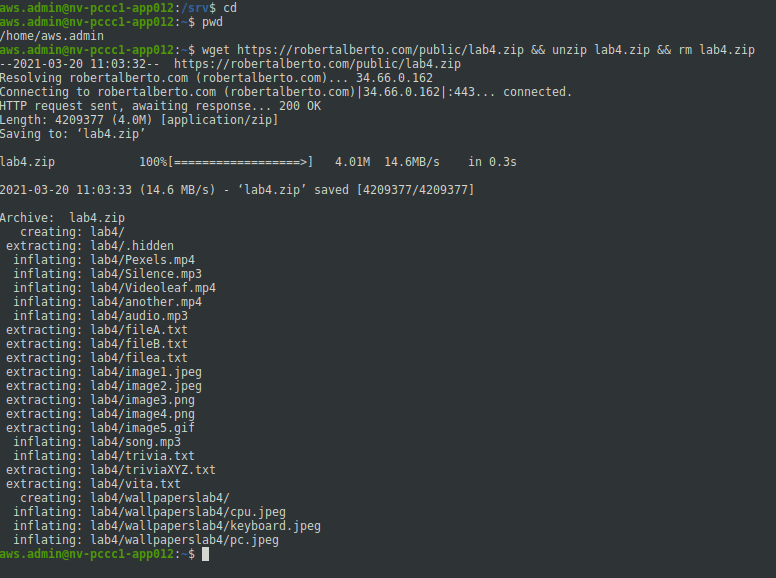 aws.admin@nv-pccc1-app012:/srv$ cd
aws.admin@nv-pccc1-app012:~$ pwd
/home/aws.admin
aws.admin@nv-pccc1-app012:~$ wget https://robertalberto.com/public/lab4.zip && unzip lab4.zip && rm lab4.zip
--2021-03-20 11:03:32--  https://robertalberto.com/public/lab4.zip
Resolving robertalberto.com (robertalberto.com)... 34.66.0.162
Connecting to robertalberto.com (robertalberto.com)|34.66.0.162|:443... connected.
HTTP request sent, awaiting response... 200 OK
Length: 4209377 (4.0M) [application/zip]
Saving to: ‘lab4.zip’
lab4.zip            100%[==================>]   4.01M  14.6MB/s    in 0.3s
2021-03-20 11:03:33 (14.6 MB/s) - ‘lab4.zip’ saved [4209377/4209377]
Archive:  lab4.zip
   creating: lab4/
 extracting: lab4/.hidden
  inflating: lab4/Pexels.mp4
  inflating: lab4/Silence.mp3
  inflating: lab4/Videoleaf.mp4
  inflating: lab4/another.mp4
  inflating: lab4/audio.mp3
 extracting: lab4/fileA.txt
 extracting: lab4/fileB.txt
 extracting: lab4/filea.txt
 extracting: lab4/image1.jpeg
 extracting: lab4/image2.jpeg
 extracting: lab4/image3.png
 extracting: lab4/image4.png
 extracting: lab4/image5.gif
  inflating: lab4/song.mp3
  inflating: lab4/trivia.txt
 extracting: lab4/triviaXYZ.txt
 extracting: lab4/vita.txt
   creating: lab4/wallpaperslab4/
  inflating: lab4/wallpaperslab4/cpu.jpeg
  inflating: lab4/wallpaperslab4/keyboard.jpeg
  inflating: lab4/wallpaperslab4/pc.jpeg
aws.admin@nv-pccc1-app012:~$